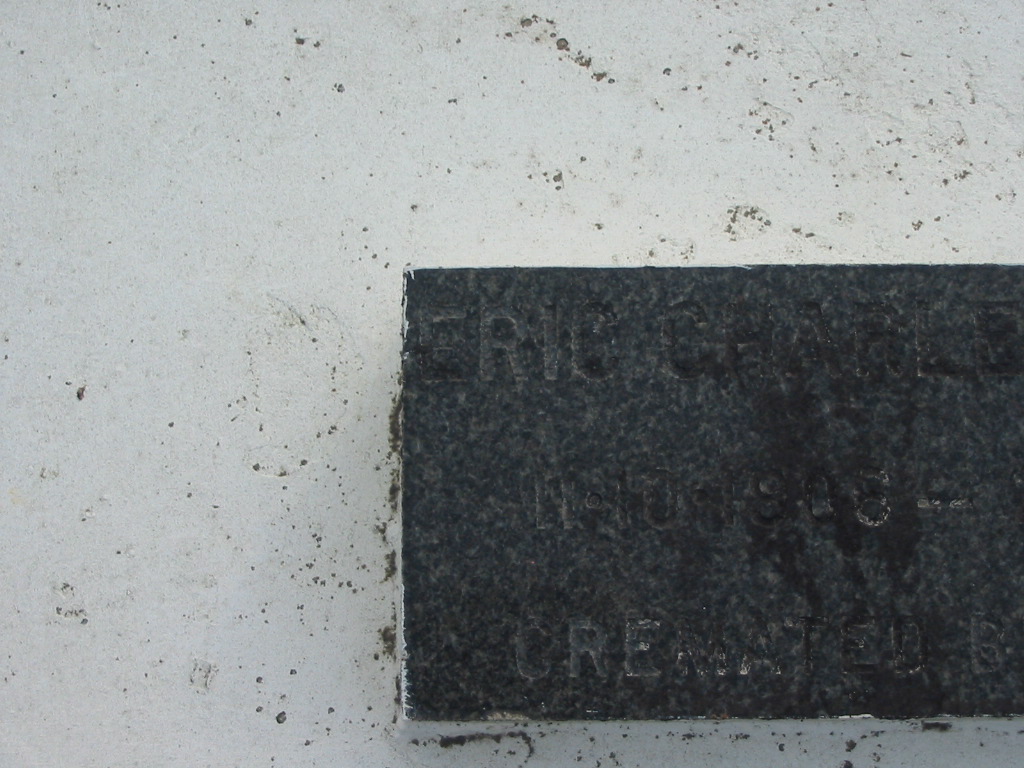 ERIC CHARLE
11·10·1908 —
CREMATED B